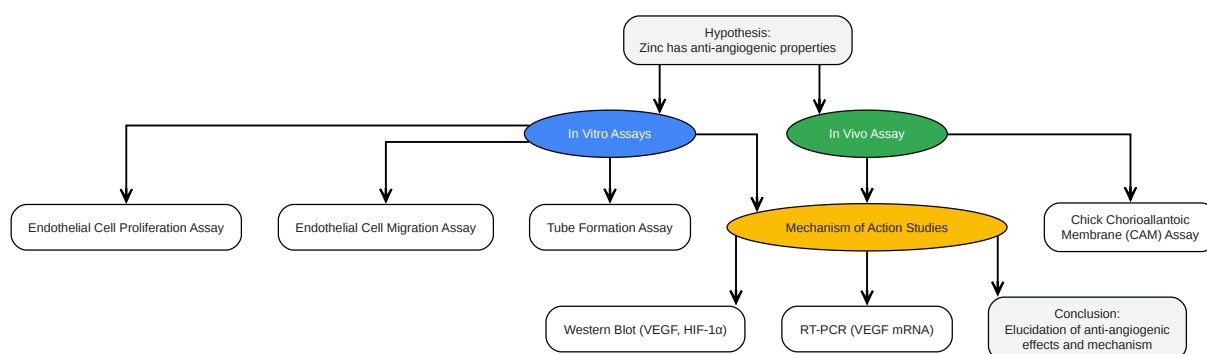 Hypothesis:
Zinc has anti-angiogenic properties
In Vitro Assays
In Vivo Assay
Endothelial Cell Proliferation Assay
Endothelial Cell Migration Assay
Tube Formation Assay
Mechanism of Action Studies
Chick Chorioallantoic
Membrane (CAM) Assay
Western Blot (VEGF, HIF-1α)
RT-PCR (VEGF mRNA)
Conclusion:
Elucidation of anti-angiogenic
effects and mechanism